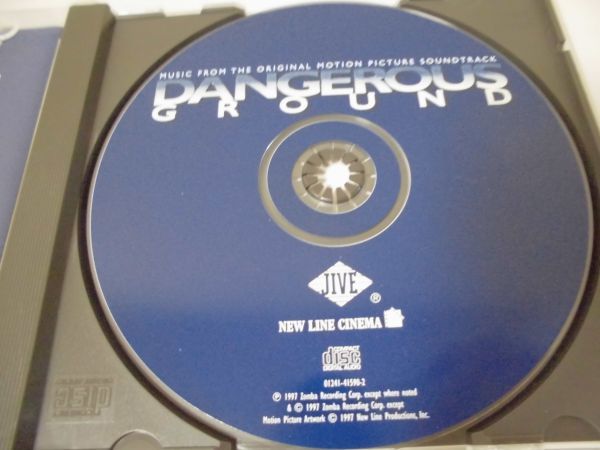 MUSIC FROM THE ORIGINAL MOTION PICTURE SOUNDTRACK
DANGEROUS
GROUND
JIVE ®
NEW LINE CINEMA
COMPACT
disc
DIGITAL AUDIO
01241-41590-2
℗ 1997 Zomba Recording Corp. except where noted
& © 1997 Zomba Recording Corp. except
Motion Picture Artwork © 1997 New Line Productions, Inc.
disc